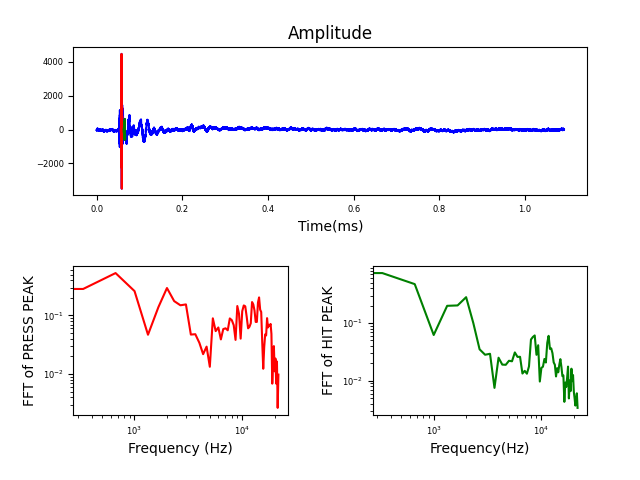 Amplitude
4000
2000
0
−2000
0.0 0.2 0.4 0.6 0.8 1.0
Time(ms)
FFT of PRESS PEAK
10⁻¹
10⁻²
10³ 10⁴
Frequency (Hz)
FFT of HIT PEAK
10⁻¹
10⁻²
10³ 10⁴
Frequency(Hz)